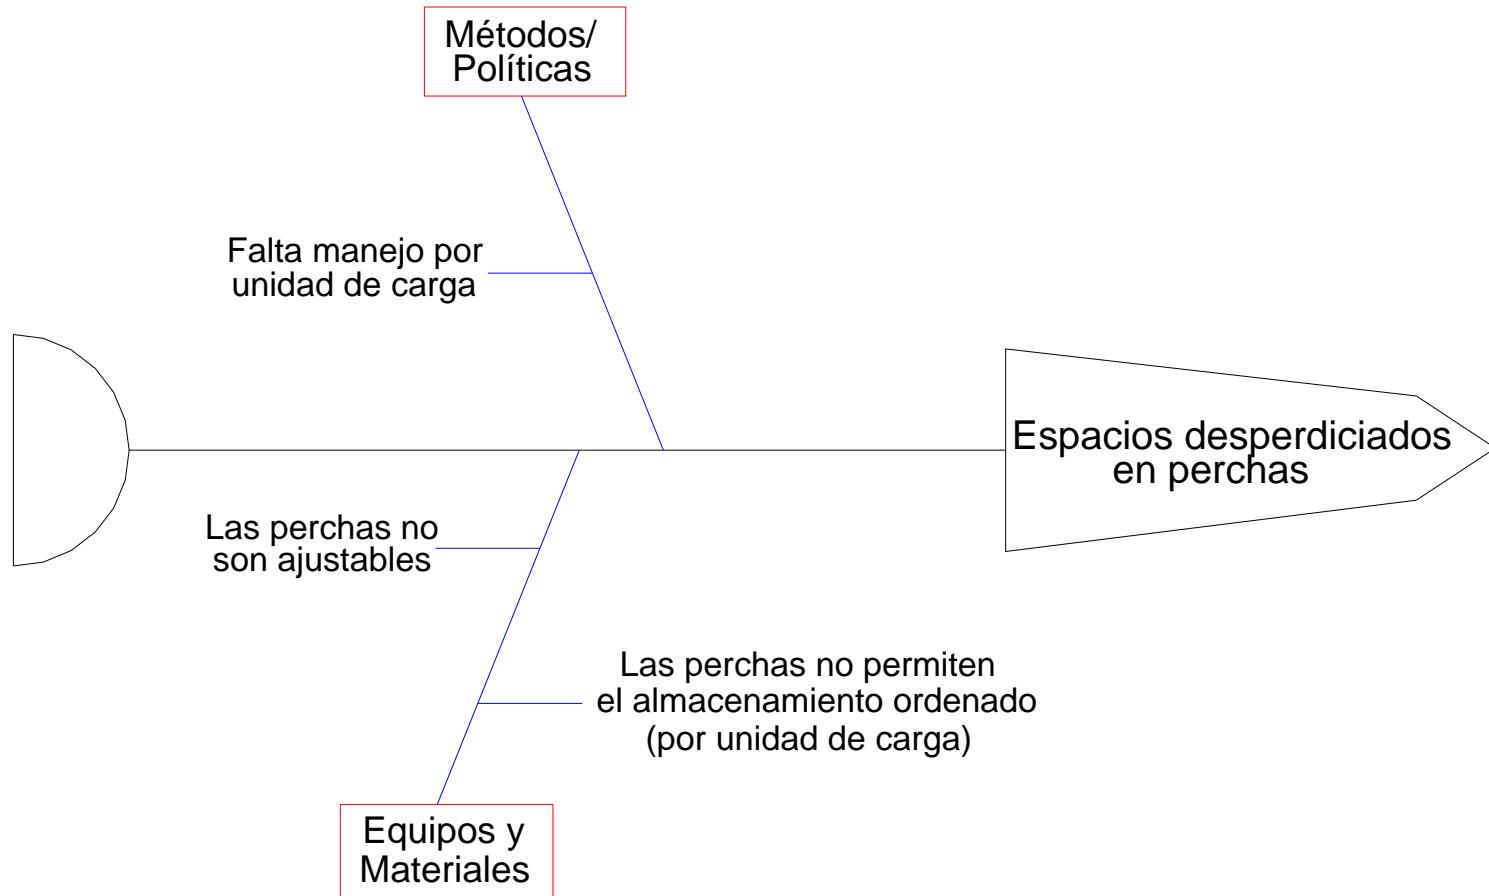 Métodos/
Políticas
Falta manejo por
unidad de carga
Espacios desperdiciados
en perchas
Las perchas no
son ajustables
Las perchas no permiten
el almacenamiento ordenado
(por unidad de carga)
Equipos y
Materiales